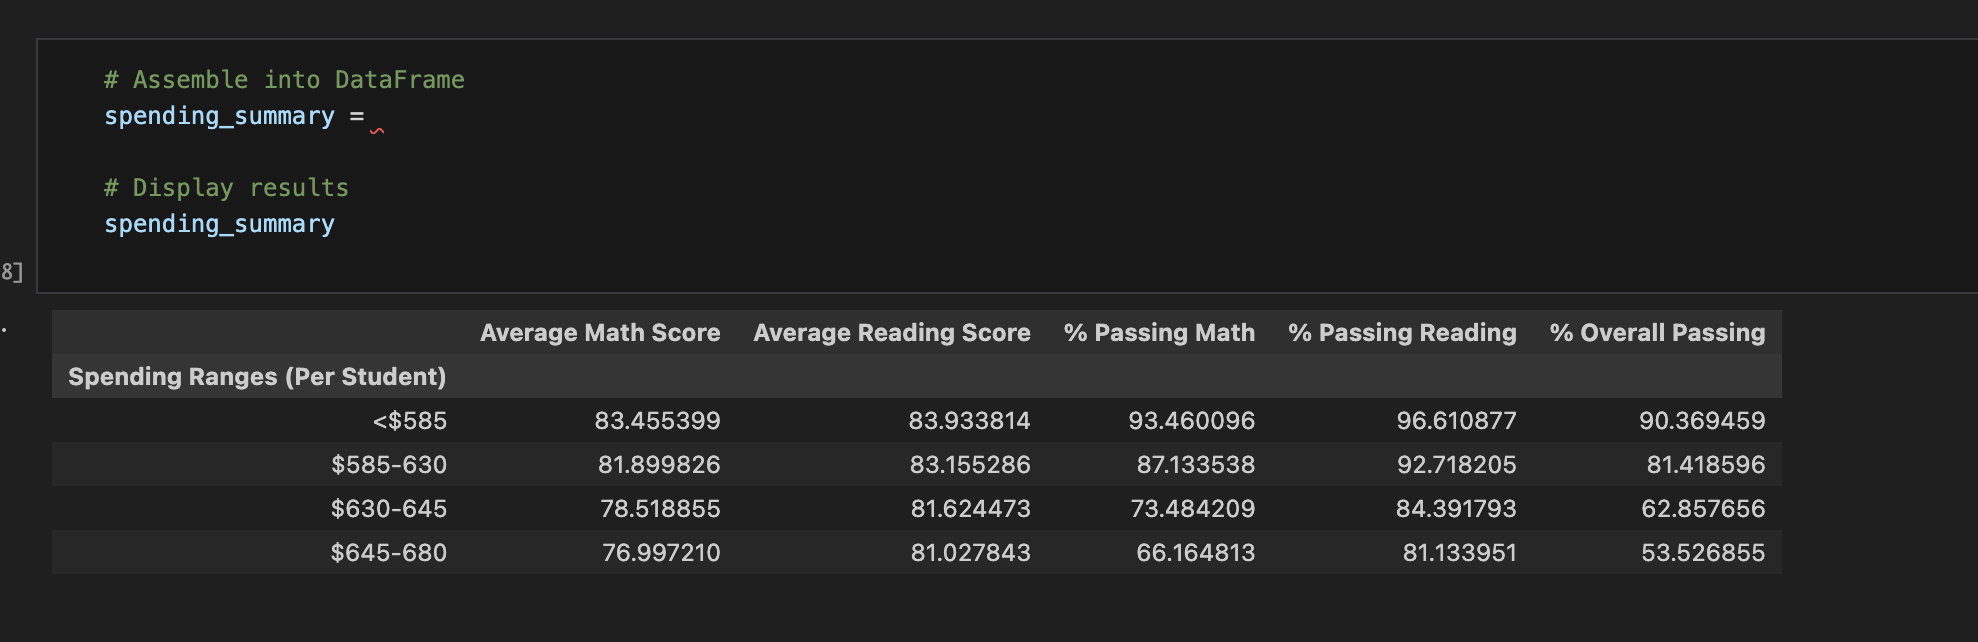 # Assemble into DataFrame
spending_summary =
# Display results
spending_summary
8]
Average Math Score Average Reading Score % Passing Math % Passing Reading % Overall Passing
Spending Ranges (Per Student)
<$585 83.455399 83.933814 93.460096 96.610877 90.369459
$585-630 81.899826 83.155286 87.133538 92.718205 81.418596
$630-645 78.518855 81.624473 73.484209 84.391793 62.857656
$645-680 76.997210 81.027843 66.164813 81.133951 53.526855